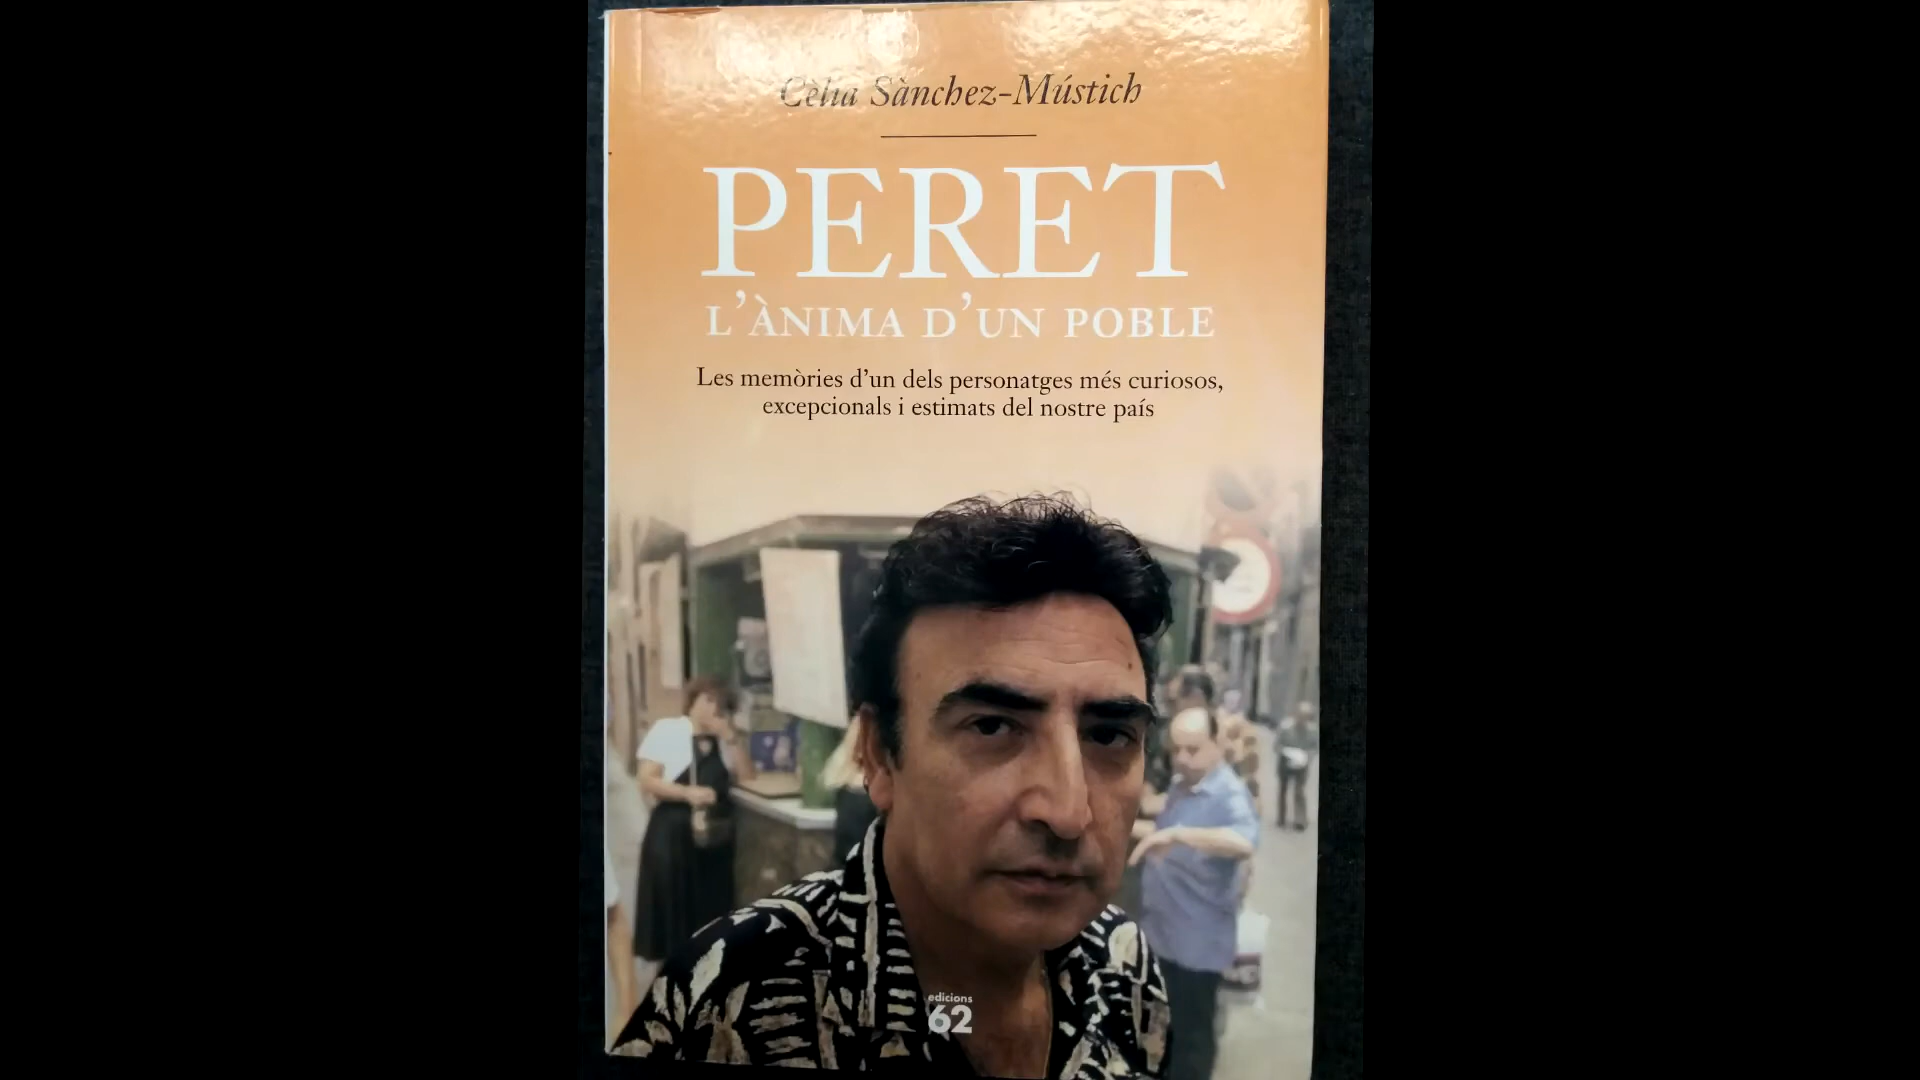 Cèlia Sànchez-Mústich
PERET
L'ÀNIMA D'UN POBLE
Les memòries d'un dels personatges més curiosos,
excepcionals i estimats del nostre país
edicions
62